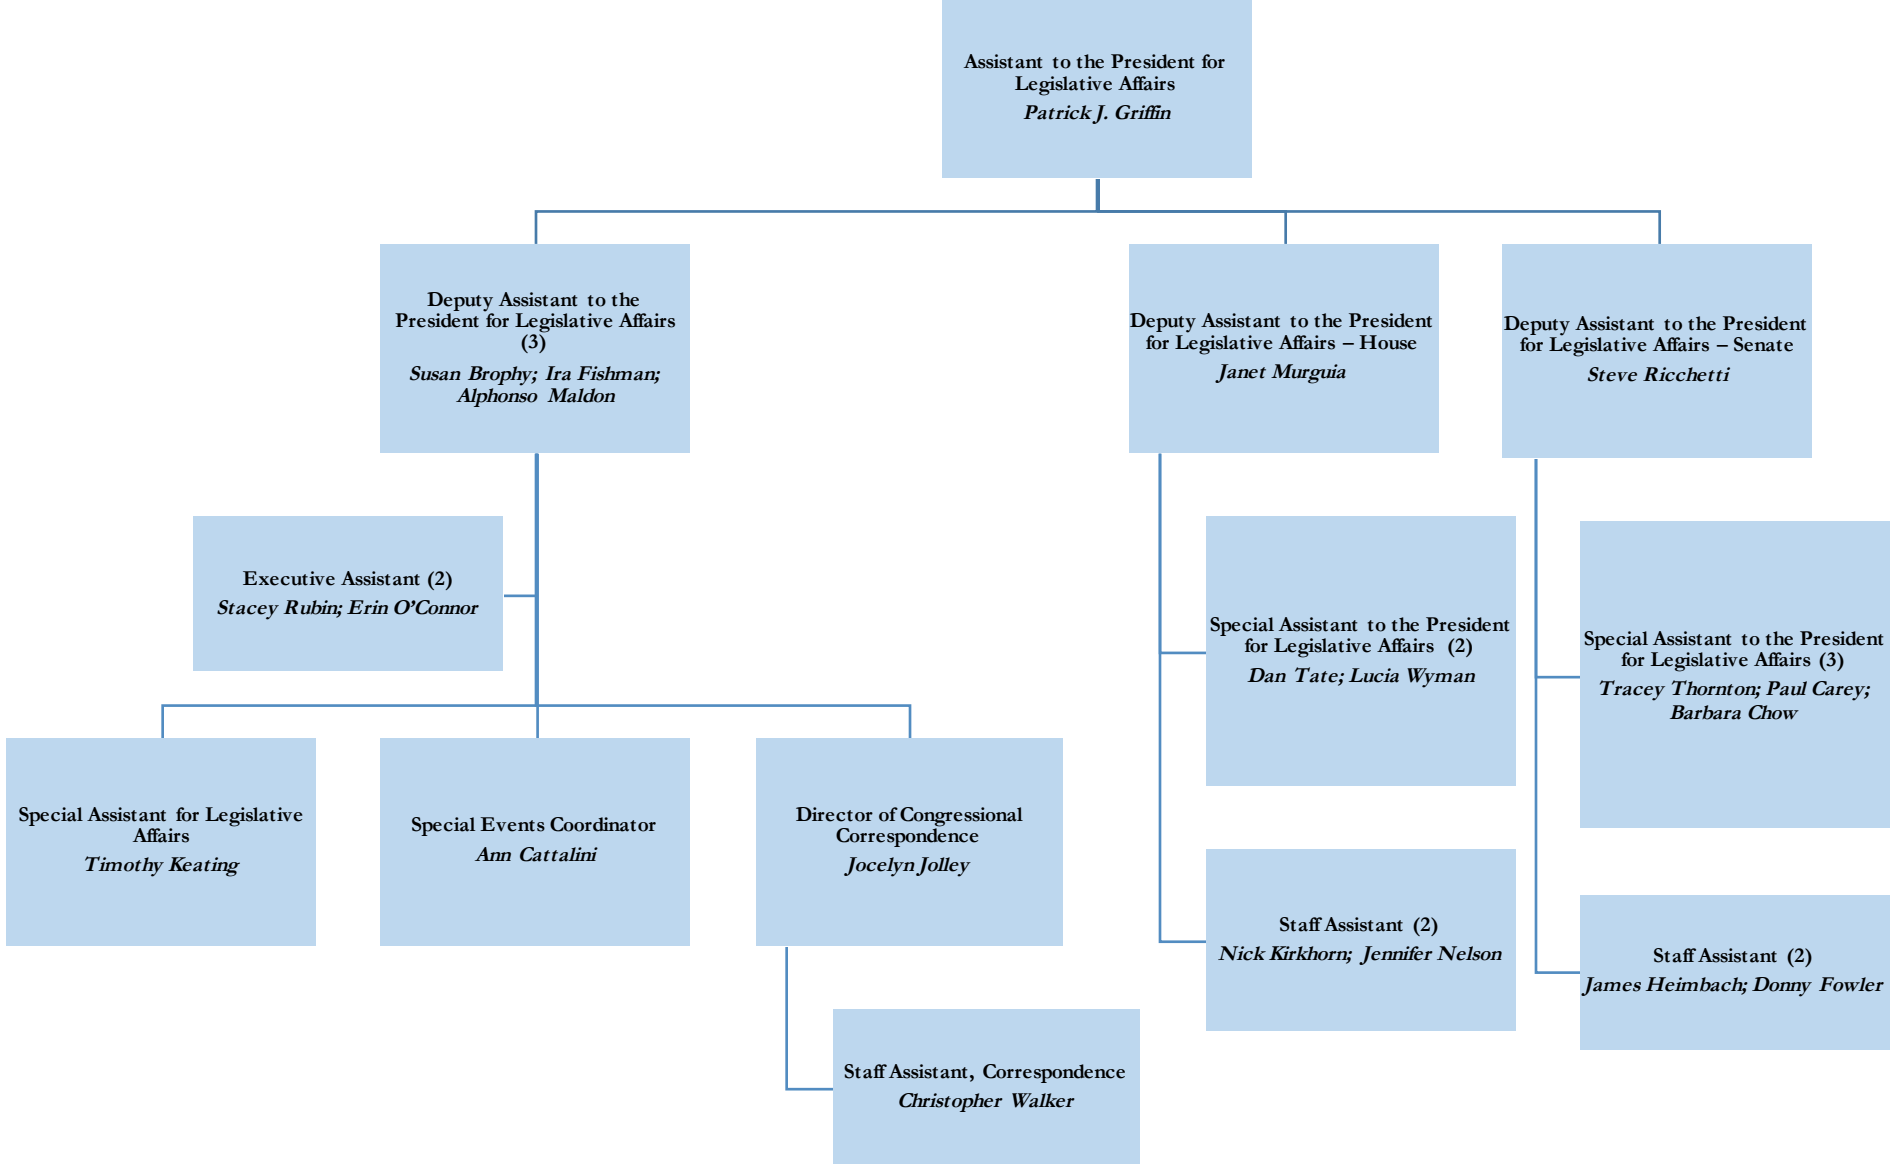 Assistant to the President for
Legislative Affairs
Patrick J. Griffin
Deputy Assistant to the
President for Legislative Affairs
(3)
Susan Brophy; Ira Fishman;
Alphonso Maldon
Deputy Assistant to the President
for Legislative Affairs – House
Janet Murguia
Deputy Assistant to the President
for Legislative Affairs – Senate
Steve Ricchetti
Executive Assistant (2)
Stacey Rubin; Erin O’Connor
Special Assistant to the President
for Legislative Affairs (2)
Dan Tate; Lucia Wyman
Special Assistant to the President
for Legislative Affairs (3)
Tracey Thornton; Paul Carey;
Barbara Chow
Special Assistant for Legislative
Affairs
Timothy Keating
Special Events Coordinator
Ann Cattalini
Director of Congressional
Correspondence
Jocelyn Jolley
Staff Assistant (2)
Nick Kirkhorn; Jennifer Nelson
Staff Assistant (2)
James Heimbach; Donny Fowler
Staff Assistant, Correspondence
Christopher Walker